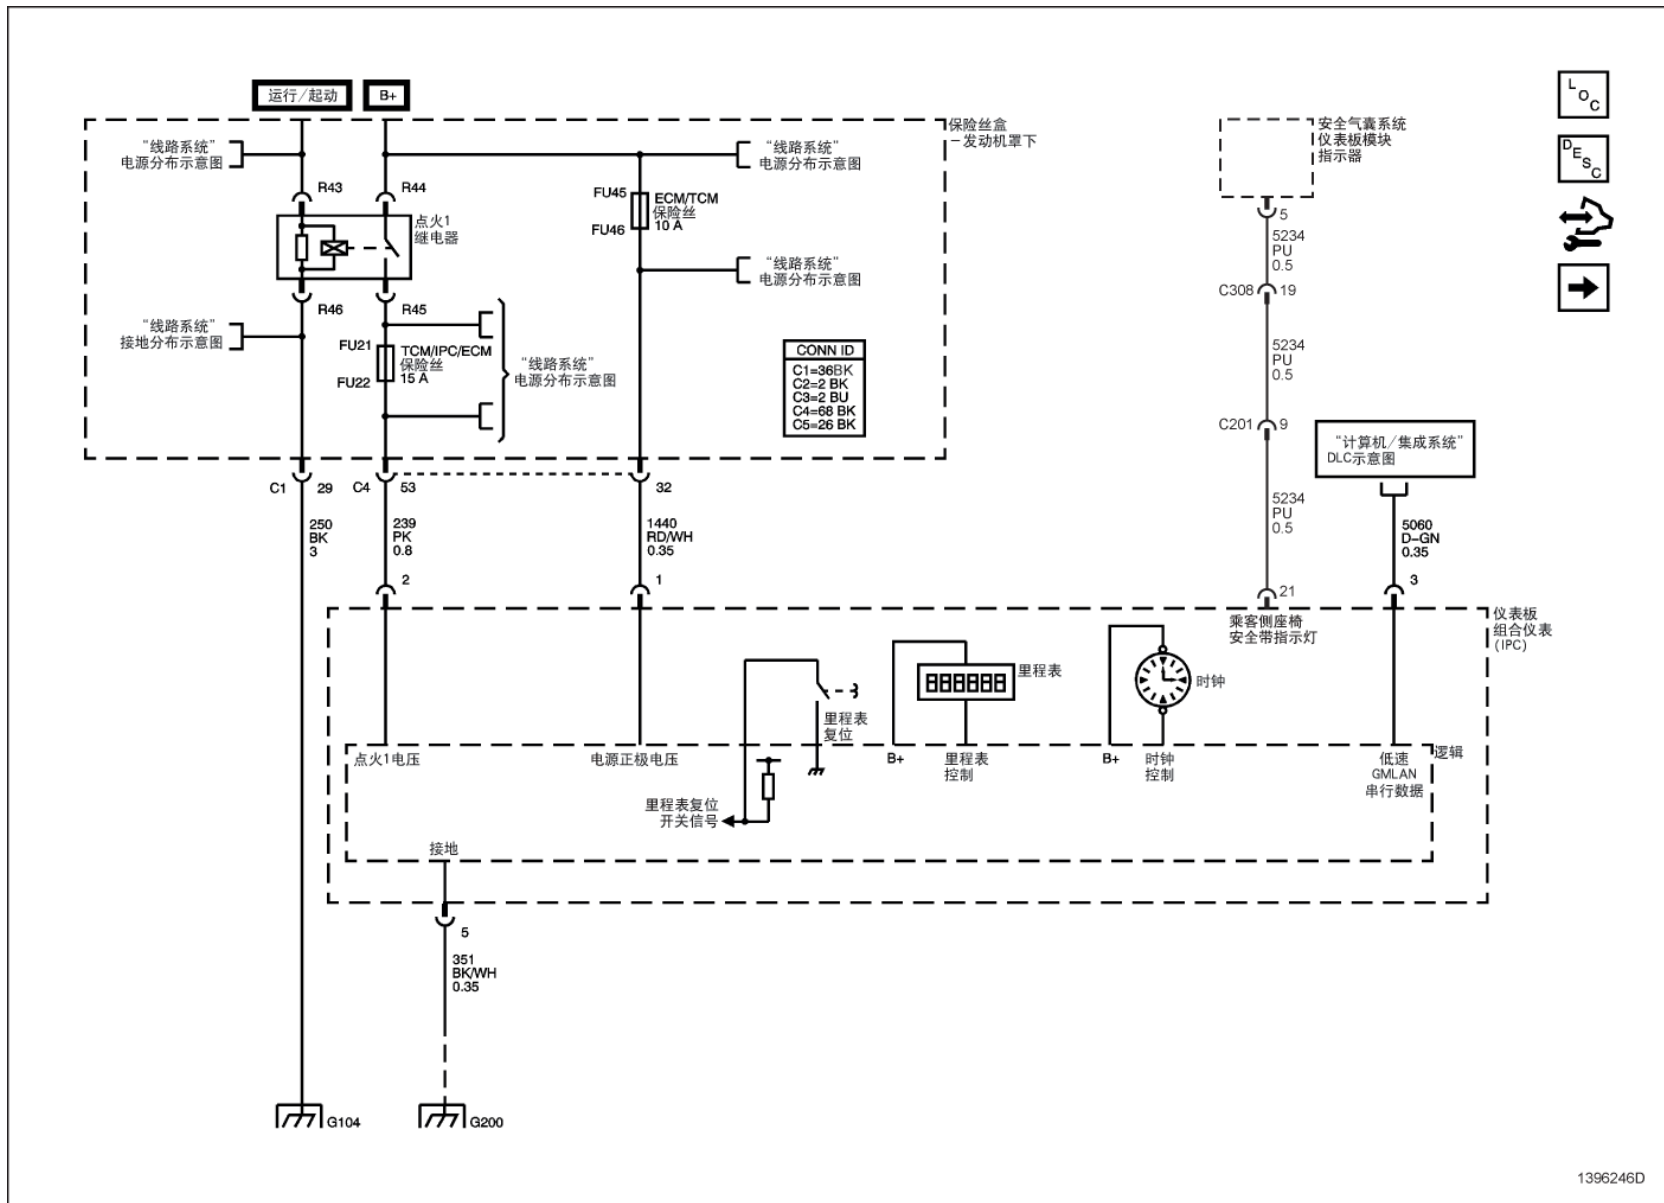 运行/起动
B+
“线路系统”
电源分布示意图
R43
R44
点火1
继电器
R46
R45
“线路系统”
接地分布示意图
FU21
TCM/IPC/ECM
保险丝
15 A
FU22
“线路系统”
电源分布示意图
“线路系统”
电源分布示意图
FU45
ECM/TCM
保险丝
10 A
FU46
“线路系统”
电源分布示意图
保险丝盒
－发动机罩下
CONN ID
C1=36BK
C2=2 BK
C3=2 BU
C4=68 BK
C5=26 BK
安全气囊系统
仪表板模块
指示器
5
5234
PU
0.5
C308
19
5234
PU
0.5
C201
9
5234
PU
0.5
21
“计算机/集成系统”
DLC示意图
5060
D-GN
0.35
3
L
O
C
D
E
S
C
C1
29
C4
53
32
250
BK
3
239
PK
0.8
2
1440
RD/WH
0.35
1
乘客侧座椅
安全带指示灯
仪表板
组合仪表
(IPC)
里程表
时钟
里程表
复位
点火1电压
电源正极电压
B+
里程表
控制
B+
时钟
控制
低速
GMLAN
串行数据
逻辑
里程表复位
开关信号
接地
5
351
BK/WH
0.35
G104
G200
1396246D